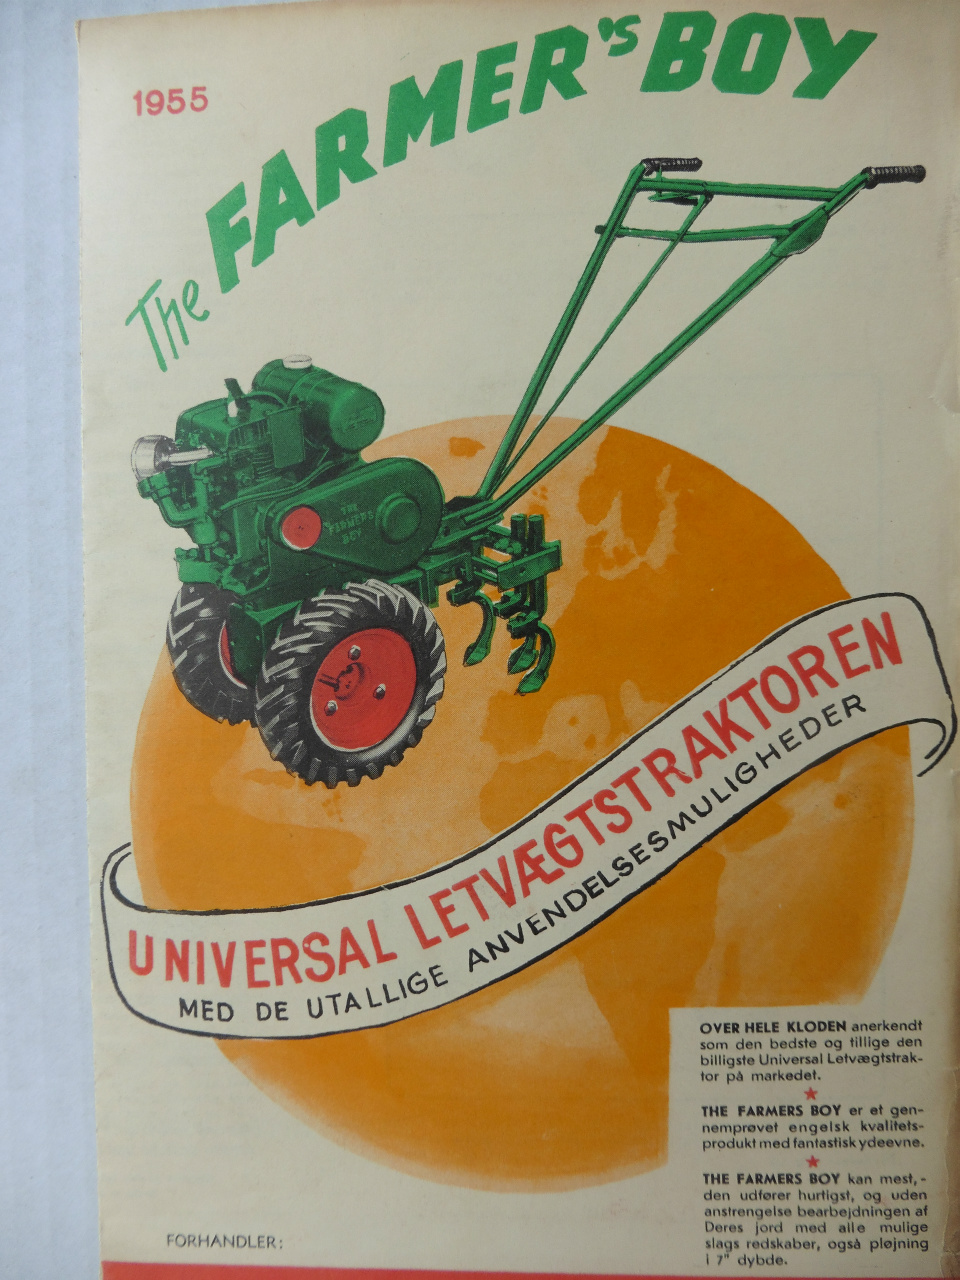 1955
The FARMER'S BOY
THE
FARMERS
BOY
UNIVERSAL LETVÆGTSTRAKTOREN
MED DE UTALLIGE ANVENDELSESMULIGHEDER
OVER HELE KLODEN anerkendt
som den bedste og tillige den
billigste Universal Letvægtstrak-
tor på markedet.
THE FARMERS BOY er et gen-
nemprøvet engelsk kvalitets-
produkt med fantastisk ydeevne.
THE FARMERS BOY kan mest, -
den udfører hurtigst, og uden
anstrengelse bearbejdningen af
Deres jord med alle mulige
slags redskaber, også pløjning
i 7" dybde.
FORHANDLER: